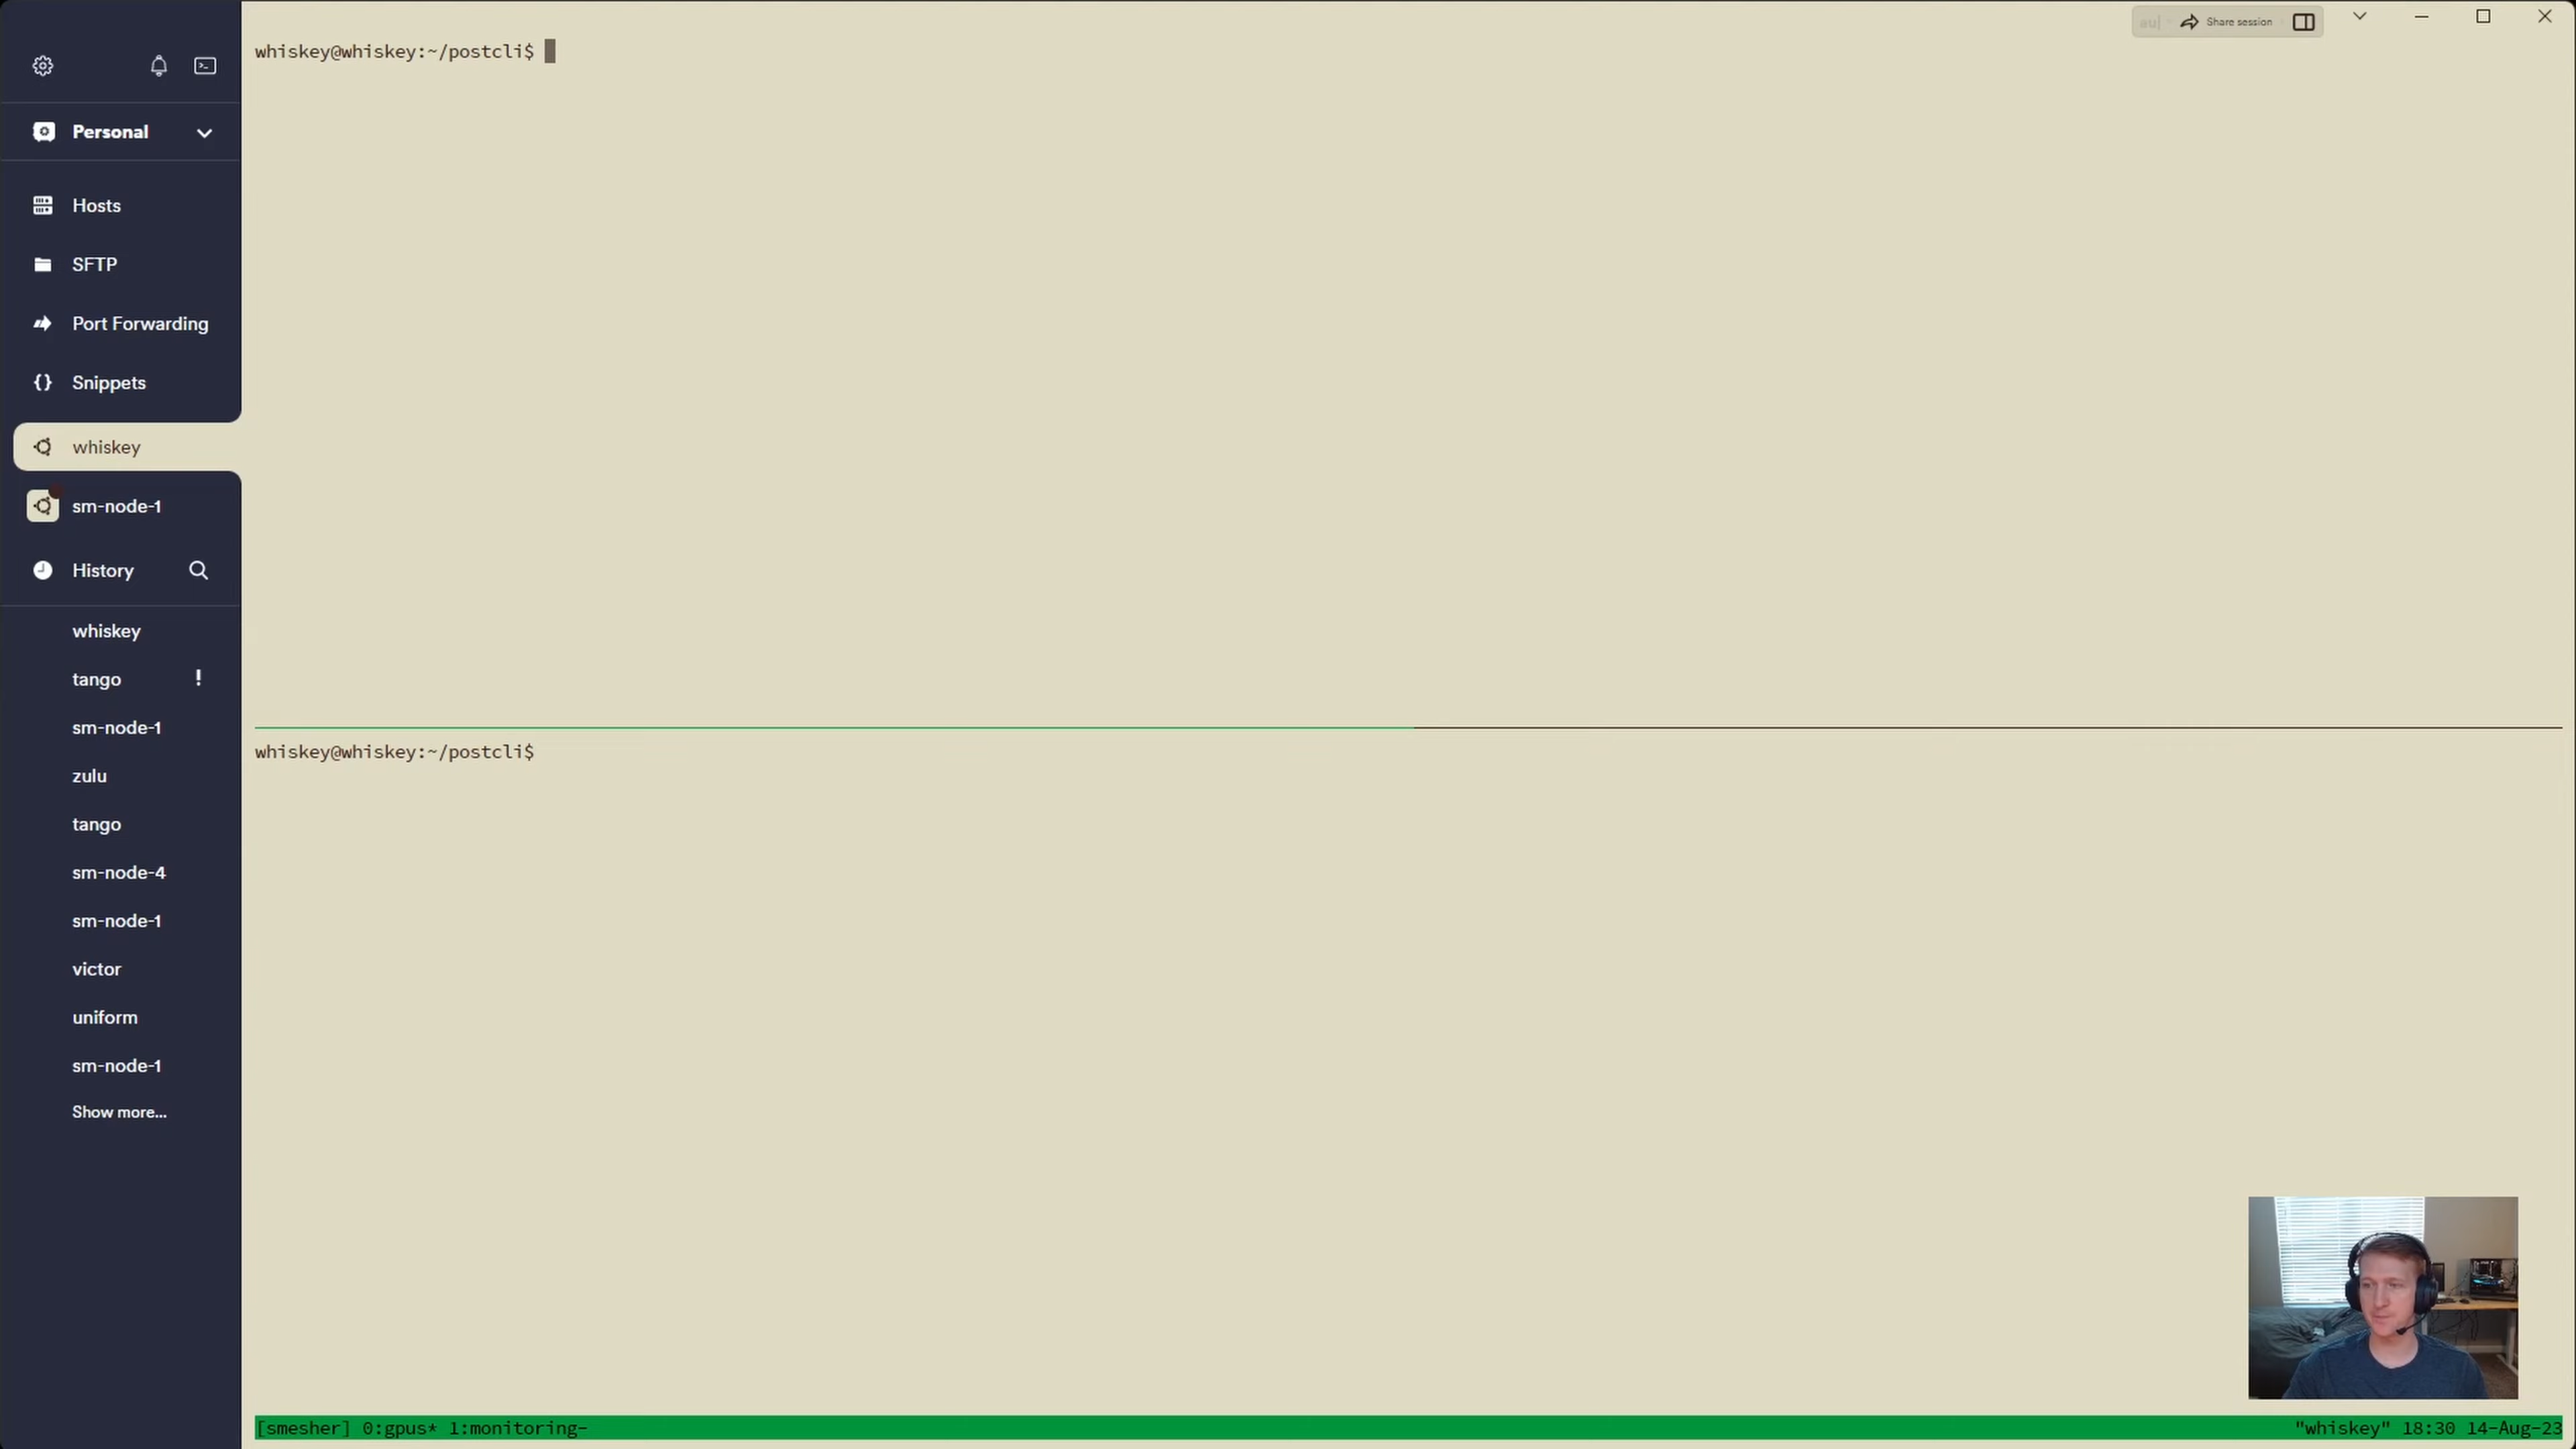 Share session
Personal
Hosts
SFTP
Port Forwarding
Snippets
whiskey
sm-node-1
History
whiskey
tango !
sm-node-1
zulu
tango
sm-node-4
sm-node-1
victor
uniform
sm-node-1
Show more...
whiskey@whiskey:~/postcli$
whiskey@whiskey:~/postcli$
[smesher] 0:gpus* 1:monitoring- "whiskey" 18:30 14-Aug-23